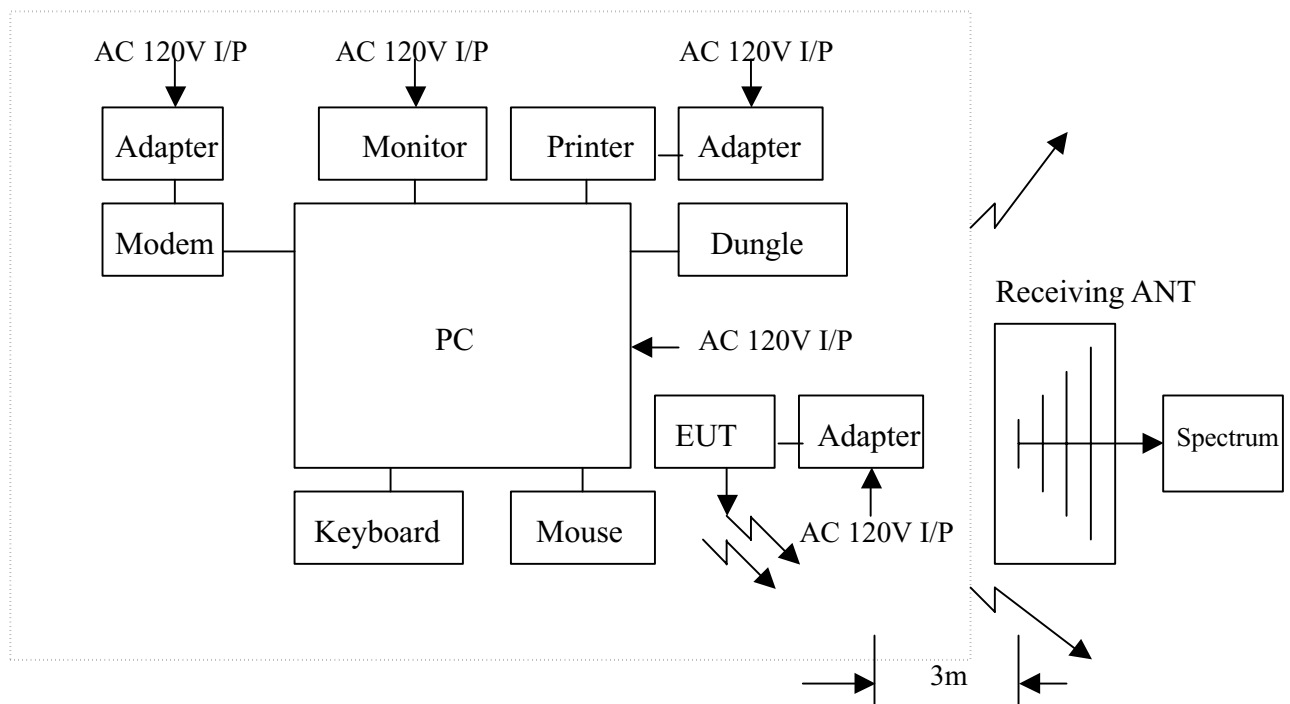 AC 120V I/P
AC 120V I/P
AC 120V I/P
Adapter
Monitor
Printer
Adapter
Modem
Dungle
Receiving ANT
PC
AC 120V I/P
EUT
Adapter
Spectrum
Keyboard
Mouse
AC 120V I/P
3m